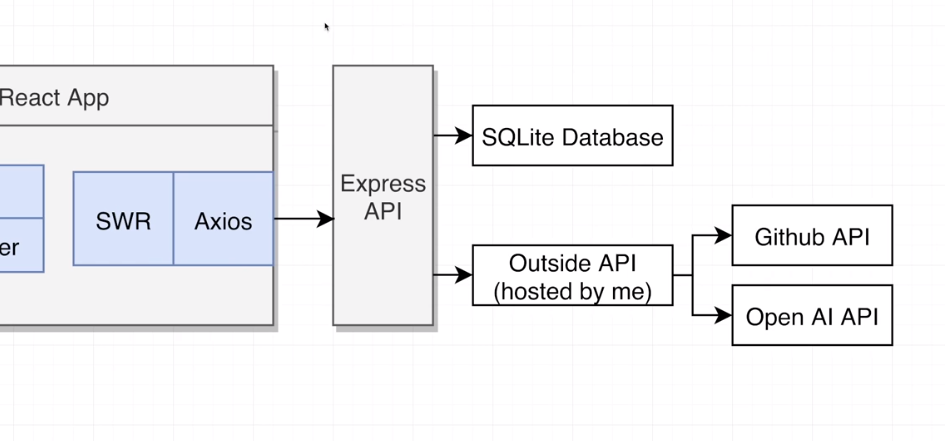 React App
SWR
Axios
er
Express
API
SQLite Database
Outside API
(hosted by me)
Github API
Open AI API